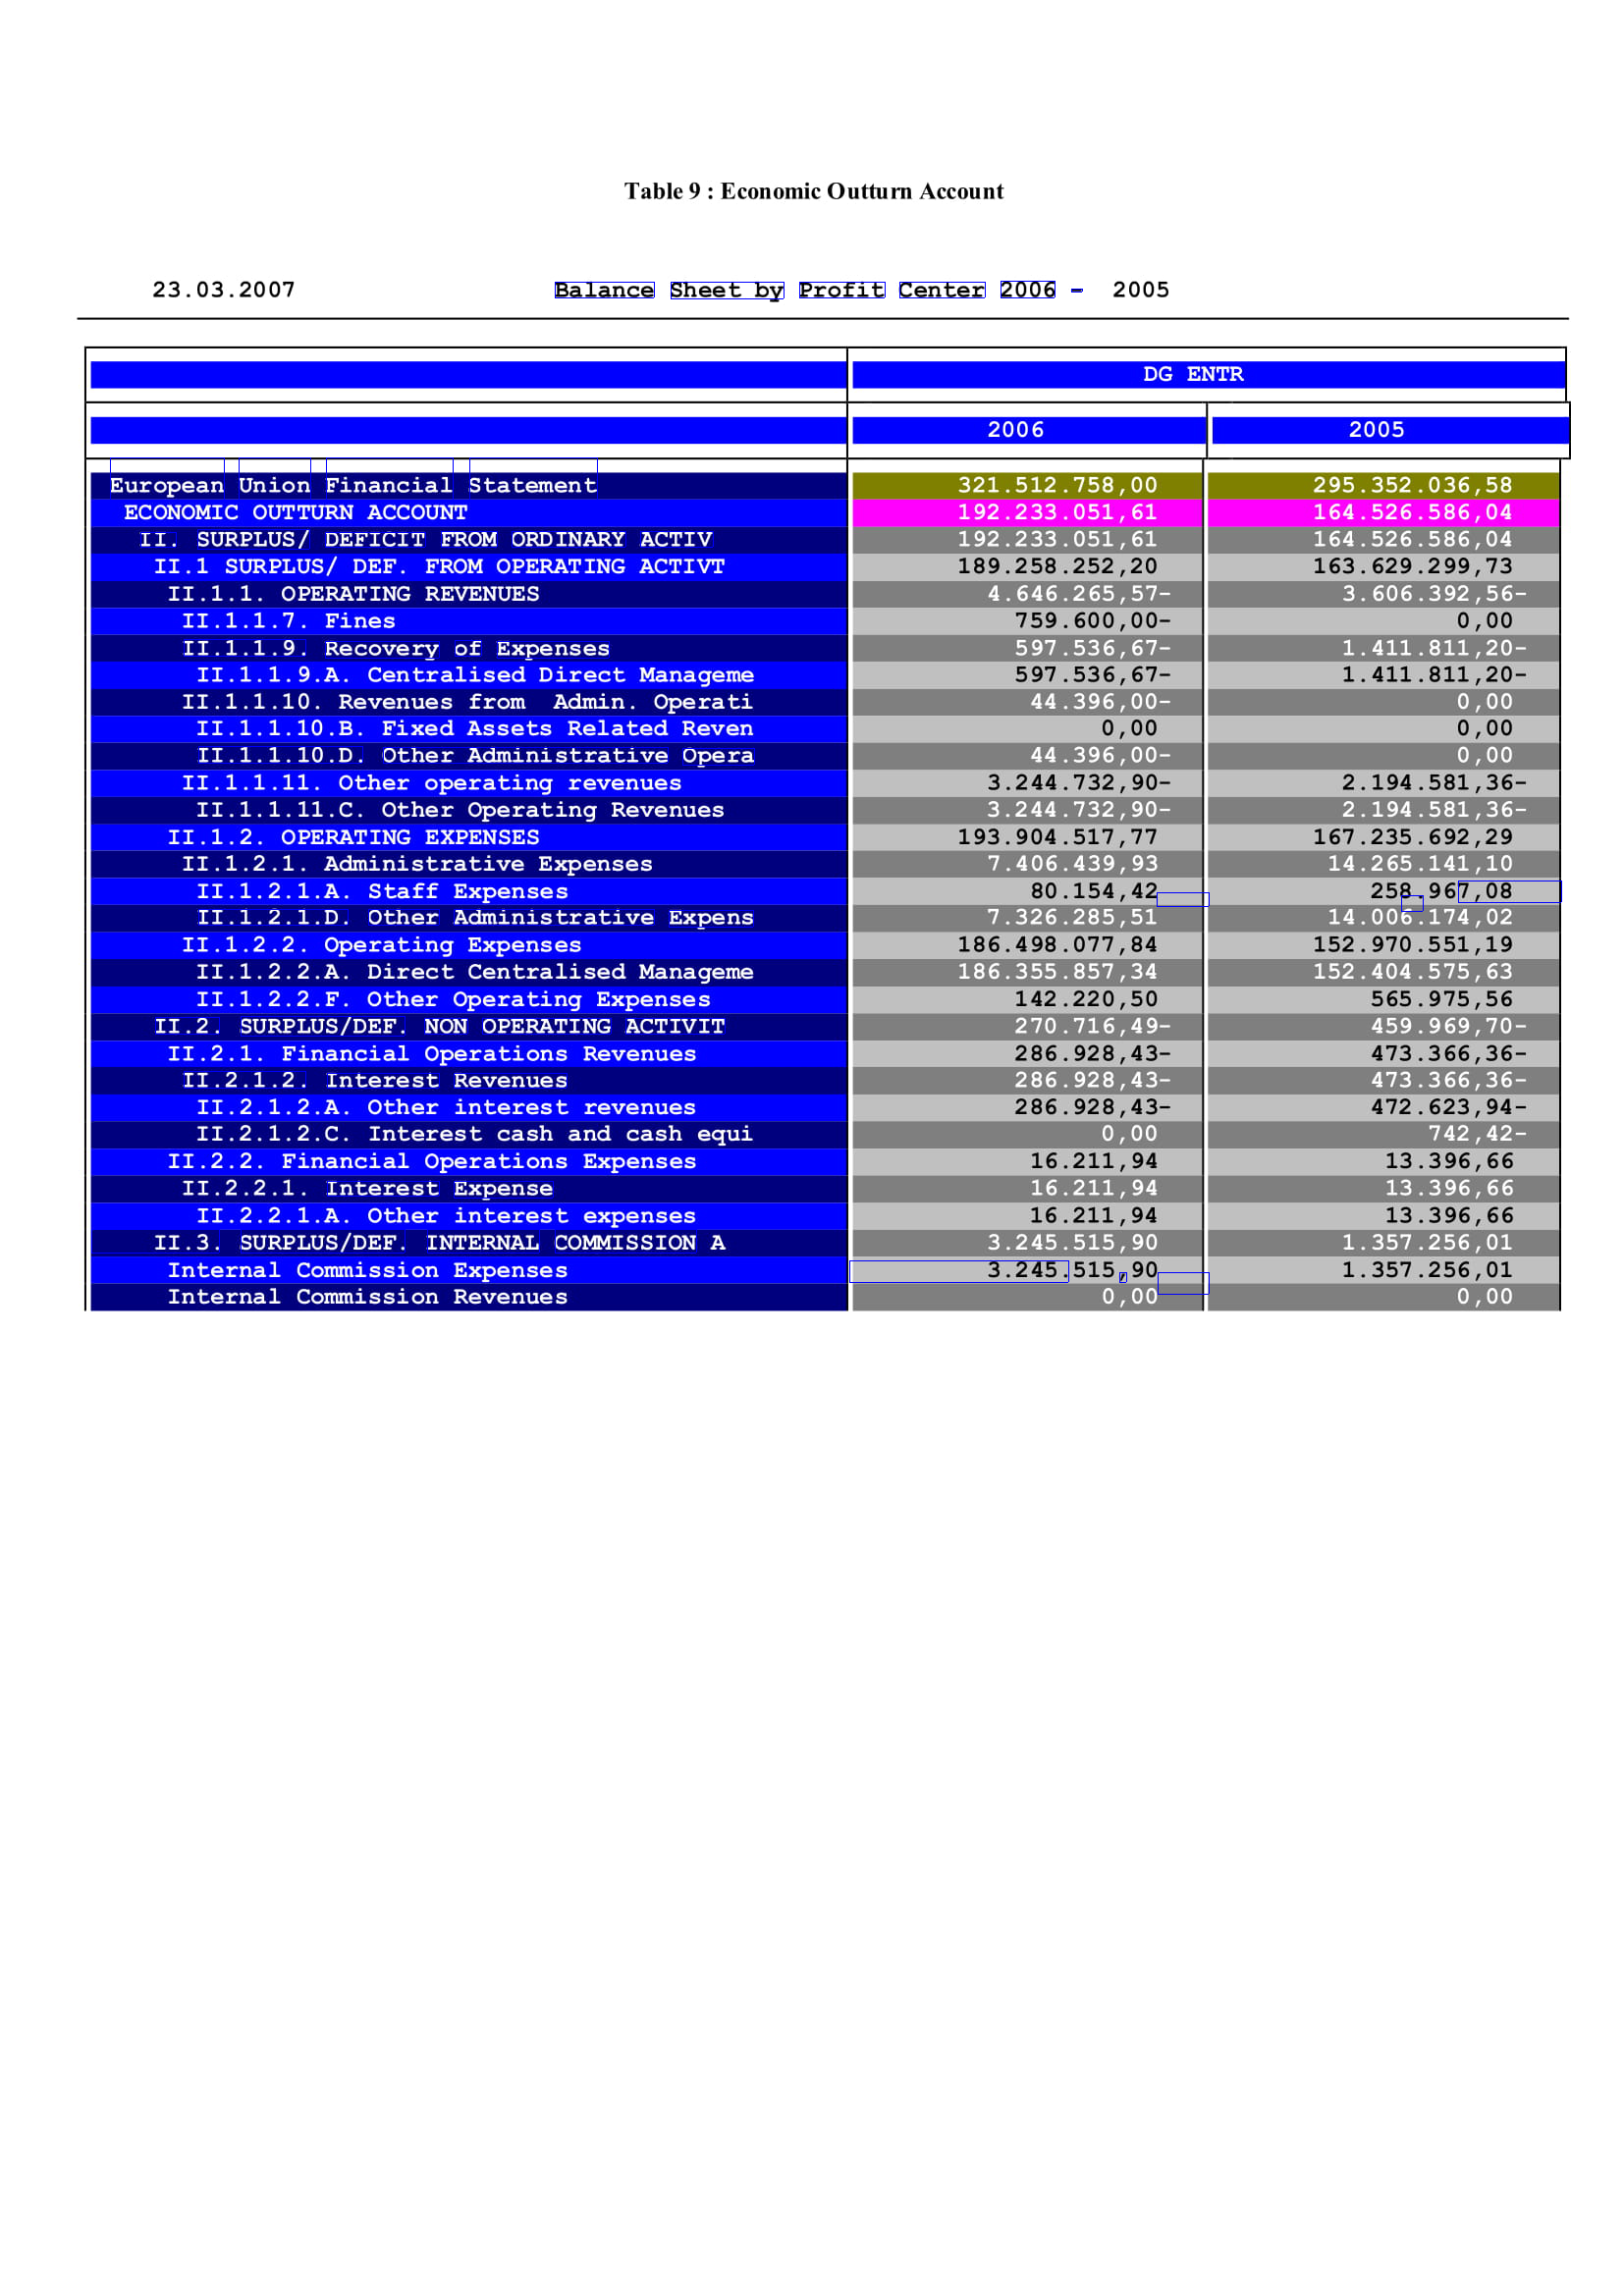 Table 9 : Economic Outturn Account
23.03.2007 Balance Sheet by Profit Center 2006 - 2005
DG ENTR
2006 2005
European Union Financial Statement 321.512.758,00 295.352.036,58
ECONOMIC OUTTURN ACCOUNT 192.233.051,61 164.526.586,04
II. SURPLUS/ DEFICIT FROM ORDINARY ACTIV 192.233.051,61 164.526.586,04
II.1 SURPLUS/ DEF. FROM OPERATING ACTIVT 189.258.252,20 163.629.299,73
II.1.1. OPERATING REVENUES 4.646.265,57- 3.606.392,56-
II.1.1.7. Fines 759.600,00- 0,00
II.1.1.9. Recovery of Expenses 597.536,67- 1.411.811,20-
II.1.1.9.A. Centralised Direct Manageme 597.536,67- 1.411.811,20-
II.1.1.10. Revenues from  Admin. Operati 44.396,00- 0,00
II.1.1.10.B. Fixed Assets Related Reven 0,00 0,00
II.1.1.10.D. Other Administrative Opera 44.396,00- 0,00
II.1.1.11. Other operating revenues 3.244.732,90- 2.194.581,36-
II.1.1.11.C. Other Operating Revenues 3.244.732,90- 2.194.581,36-
II.1.2. OPERATING EXPENSES 193.904.517,77 167.235.692,29
II.1.2.1. Administrative Expenses 7.406.439,93 14.265.141,10
II.1.2.1.A. Staff Expenses 80.154,42 258.967,08
II.1.2.1.D. Other Administrative Expens 7.326.285,51 14.006.174,02
II.1.2.2. Operating Expenses 186.498.077,84 152.970.551,19
II.1.2.2.A. Direct Centralised Manageme 186.355.857,34 152.404.575,63
II.1.2.2.F. Other Operating Expenses 142.220,50 565.975,56
II.2. SURPLUS/DEF. NON OPERATING ACTIVIT 270.716,49- 459.969,70-
II.2.1. Financial Operations Revenues 286.928,43- 473.366,36-
II.2.1.2. Interest Revenues 286.928,43- 473.366,36-
II.2.1.2.A. Other interest revenues 286.928,43- 472.623,94-
II.2.1.2.C. Interest cash and cash equi 0,00 742,42-
II.2.2. Financial Operations Expenses 16.211,94 13.396,66
II.2.2.1. Interest Expense 16.211,94 13.396,66
II.2.2.1.A. Other interest expenses 16.211,94 13.396,66
II.3. SURPLUS/DEF. INTERNAL COMMISSION A 3.245.515,90 1.357.256,01
Internal Commission Expenses 3.245.515,90 1.357.256,01
Internal Commission Revenues 0,00 0,00